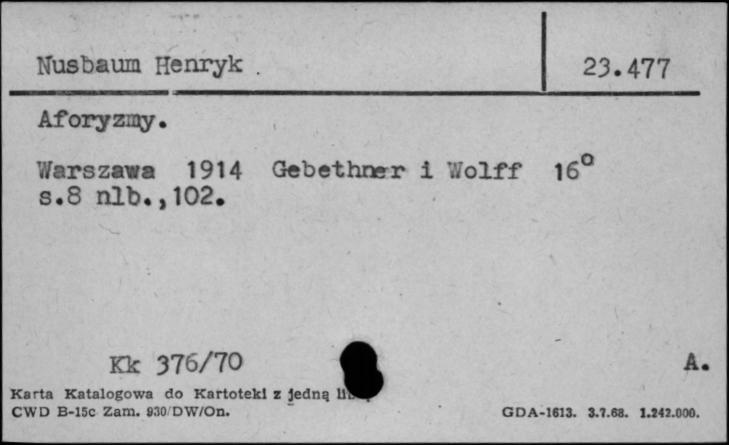 Nusbaum Henryk
23.477
Aforyzmy.
Warszawa 1914 Gebethner i Wolff 16°
s.8 nlb.,102.
Kk 376/70
A.
Karta Katalogowa do Kartoteki z jedną
CWD B-15c Zam. 930/DW/On.
GDA-1613. 3.7.68. 1.242.000.